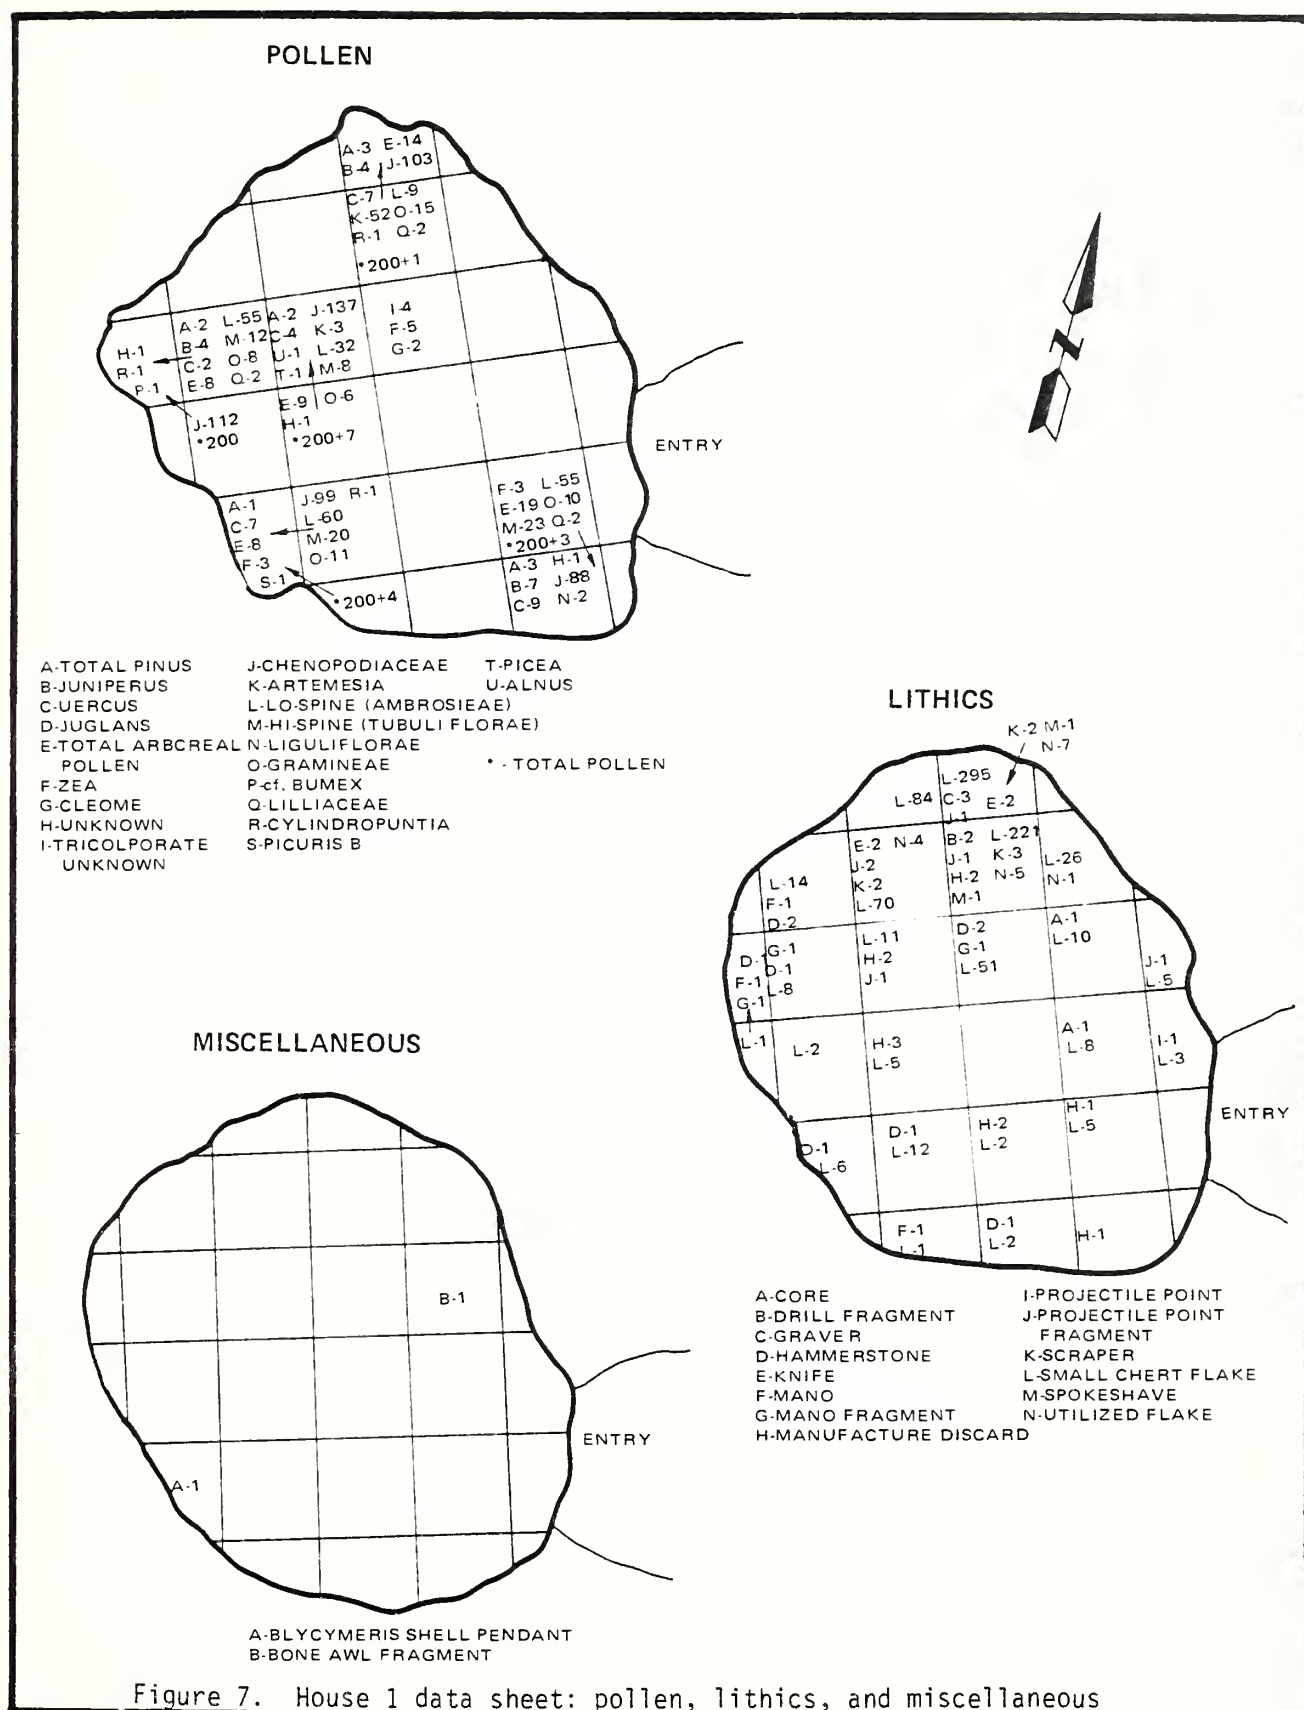 POLLEN
A-3 E-14
B-4 J-103
C-7 L-9
K-52 O-15
R-1 Q-2
•200+1
H-1
R-1
P-1
A-2 L-55
B-4 M-12
C-2 O-8
E-8 Q-2
J-112
•200
A-2 J-137
C-4 K-3
U-1 L-32
T-1 M-8
E-9 O-6
H-1
•200+7
I-4
F-5
G-2
ENTRY
A-1
C-7
E-8
F-3
S-1
J-99 R-1
L-60
M-20
O-11
•200+4
F-3 L-55
E-19 O-10
M-23 Q-2
•200+3
A-3 H-1
B-7 J-88
C-9 N-2
A-TOTAL PINUS
B-JUNIPERUS
C-UERCUS
D-JUGLANS
E-TOTAL ARBCREAL
POLLEN
F-ZEA
G-CLEOME
H-UNKNOWN
I-TRICOLPORATE
UNKNOWN
J-CHENOPODIACEAE
K-ARTEMESIA
L-LO-SPINE (AMBROSIEAE)
M-HI-SPINE (TUBULI FLORAE)
N-LIGULIFLORAE
O-GRAMINEAE
P-cf. BUMEX
Q-LILLIACEAE
R-CYLINDROPUNTIA
S-PICURIS B
T-PICEA
U-ALNUS
• - TOTAL POLLEN
LITHICS
K-2 M-1
N-7
L-84
L-295
C-3 E-2
J-1
L-14
F-1
D-2
E-2 N-4
J-2
K-2
L-70
B-2 L-221
J-1 K-3
H-2 N-5
M-1
L-26
N-1
D-1
F-1
G-1
G-1
D-1
L-8
L-11
H-2
J-1
D-2
G-1
L-51
A-1
L-10
J-1
L-5
L-1
L-2
H-3
L-5
A-1
L-8
I-1
L-3
ENTRY
D-1
L-6
D-1
L-12
H-2
L-2
H-1
L-5
F-1
L-1
D-1
L-2
H-1
A-CORE
B-DRILL FRAGMENT
C-GRAVER
D-HAMMERSTONE
E-KNIFE
F-MANO
G-MANO FRAGMENT
H-MANUFACTURE DISCARD
I-PROJECTILE POINT
J-PROJECTILE POINT
FRAGMENT
K-SCRAPER
L-SMALL CHERT FLAKE
M-SPOKESHAVE
N-UTILIZED FLAKE
MISCELLANEOUS
B-1
ENTRY
A-1
A-BLYCYMERIS SHELL PENDANT
B-BONE AWL FRAGMENT
Figure 7. House 1 data sheet: pollen, lithics, and miscellaneous